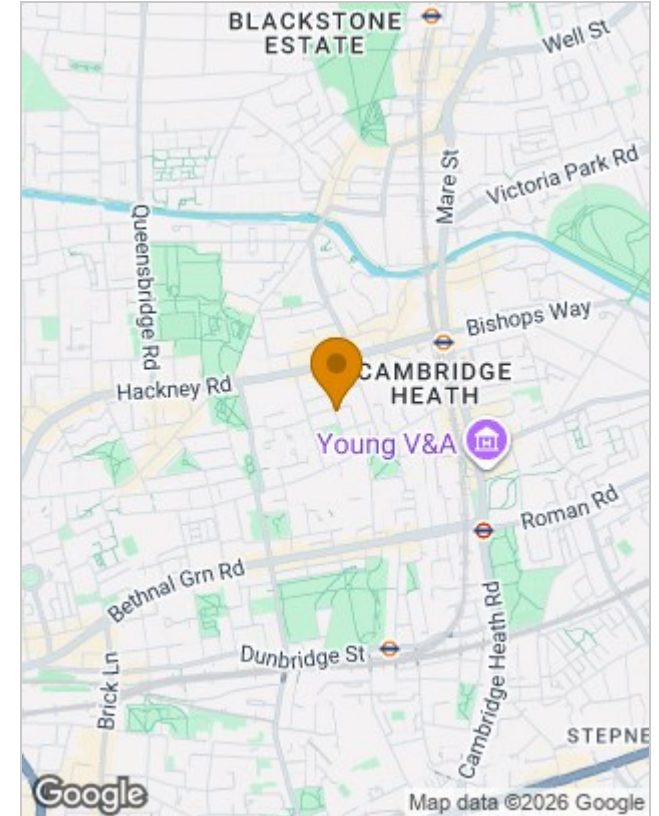 BLACKSTONE
ESTATE
Well St
Mare St
Victoria Park Rd
Queensbridge Rd
Bishops Way
Hackney Rd
CAMBRIDGE
HEATH
Young V&A
Roman Rd
Bethnal Grn Rd
Dunbridge St
Cambridge Heath Rd
Brick Ln
STEPNE
Google
Map data ©2026 Google